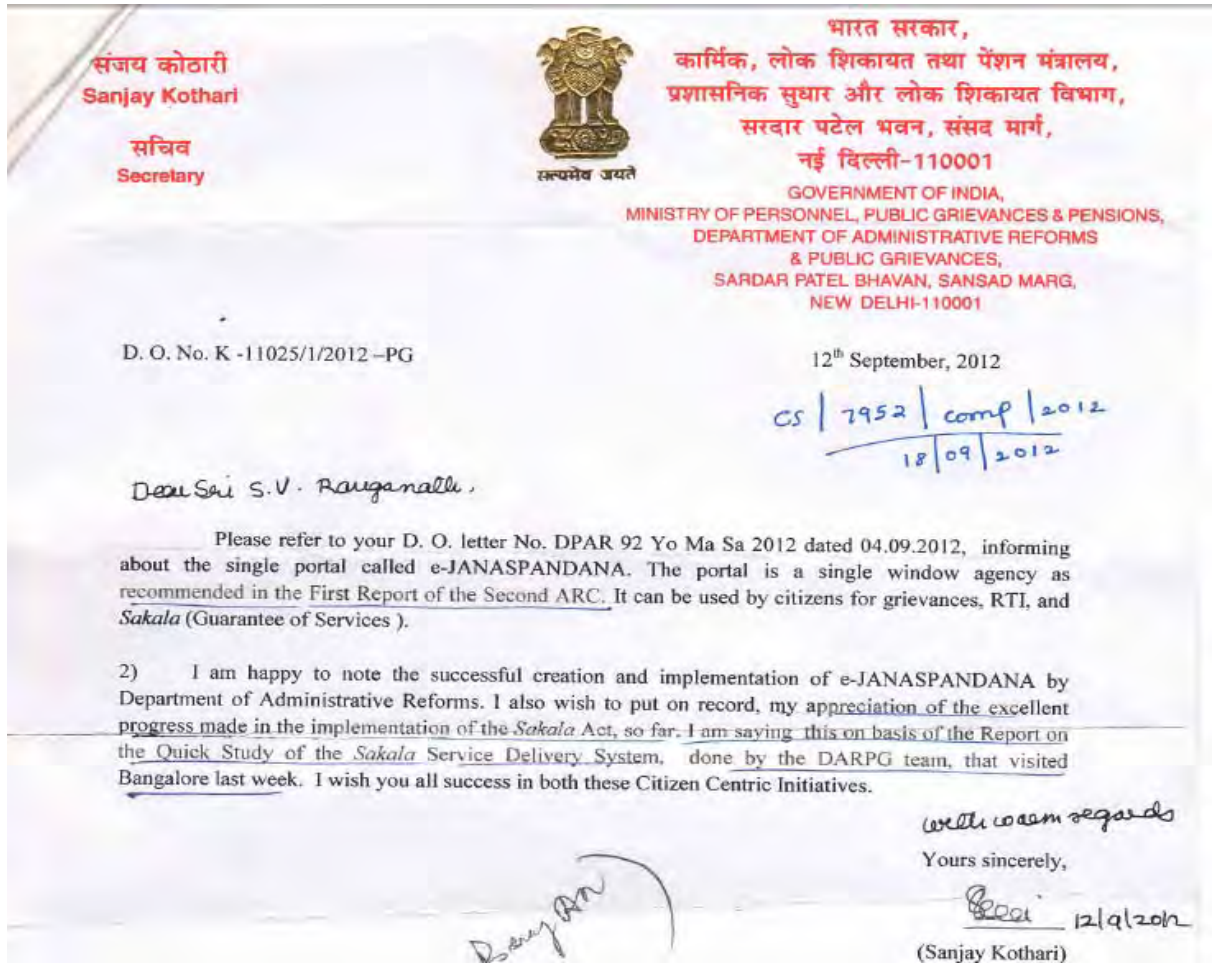 संजय कोठारी
Sanjay Kothari
सचिव
Secretary
सत्यमेव जयते
भारत सरकार,
कार्मिक, लोक शिकायत तथा पेंशन मंत्रालय,
प्रशासनिक सुधार और लोक शिकायत विभाग,
सरदार पटेल भवन, संसद मार्ग,
नई दिल्ली-110001
GOVERNMENT OF INDIA,
MINISTRY OF PERSONNEL, PUBLIC GRIEVANCES & PENSIONS,
DEPARTMENT OF ADMINISTRATIVE REFORMS
& PUBLIC GRIEVANCES,
SARDAR PATEL BHAVAN, SANSAD MARG,
NEW DELHI-110001
D. O. No. K -11025/1/2012 –PG
12th September, 2012
CS | 7952 | comp | 2012
18|09|2012
Dear Sri S.V. Ranganath,
Please refer to your D. O. letter No. DPAR 92 Yo Ma Sa 2012 dated 04.09.2012, informing
about the single portal called e-JANASPANDANA. The portal is a single window agency as
recommended in the First Report of the Second ARC. It can be used by citizens for grievances, RTI, and
Sakala (Guarantee of Services ).
2) I am happy to note the successful creation and implementation of e-JANASPANDANA by
Department of Administrative Reforms. I also wish to put on record, my appreciation of the excellent
progress made in the implementation of the Sakala Act, so far. I am saying this on basis of the Report on
the Quick Study of the Sakala Service Delivery System, done by the DARPG team, that visited
Bangalore last week. I wish you all success in both these Citizen Centric Initiatives.
with warm regards
Yours sincerely,
12|9|2012
(Sanjay Kothari)